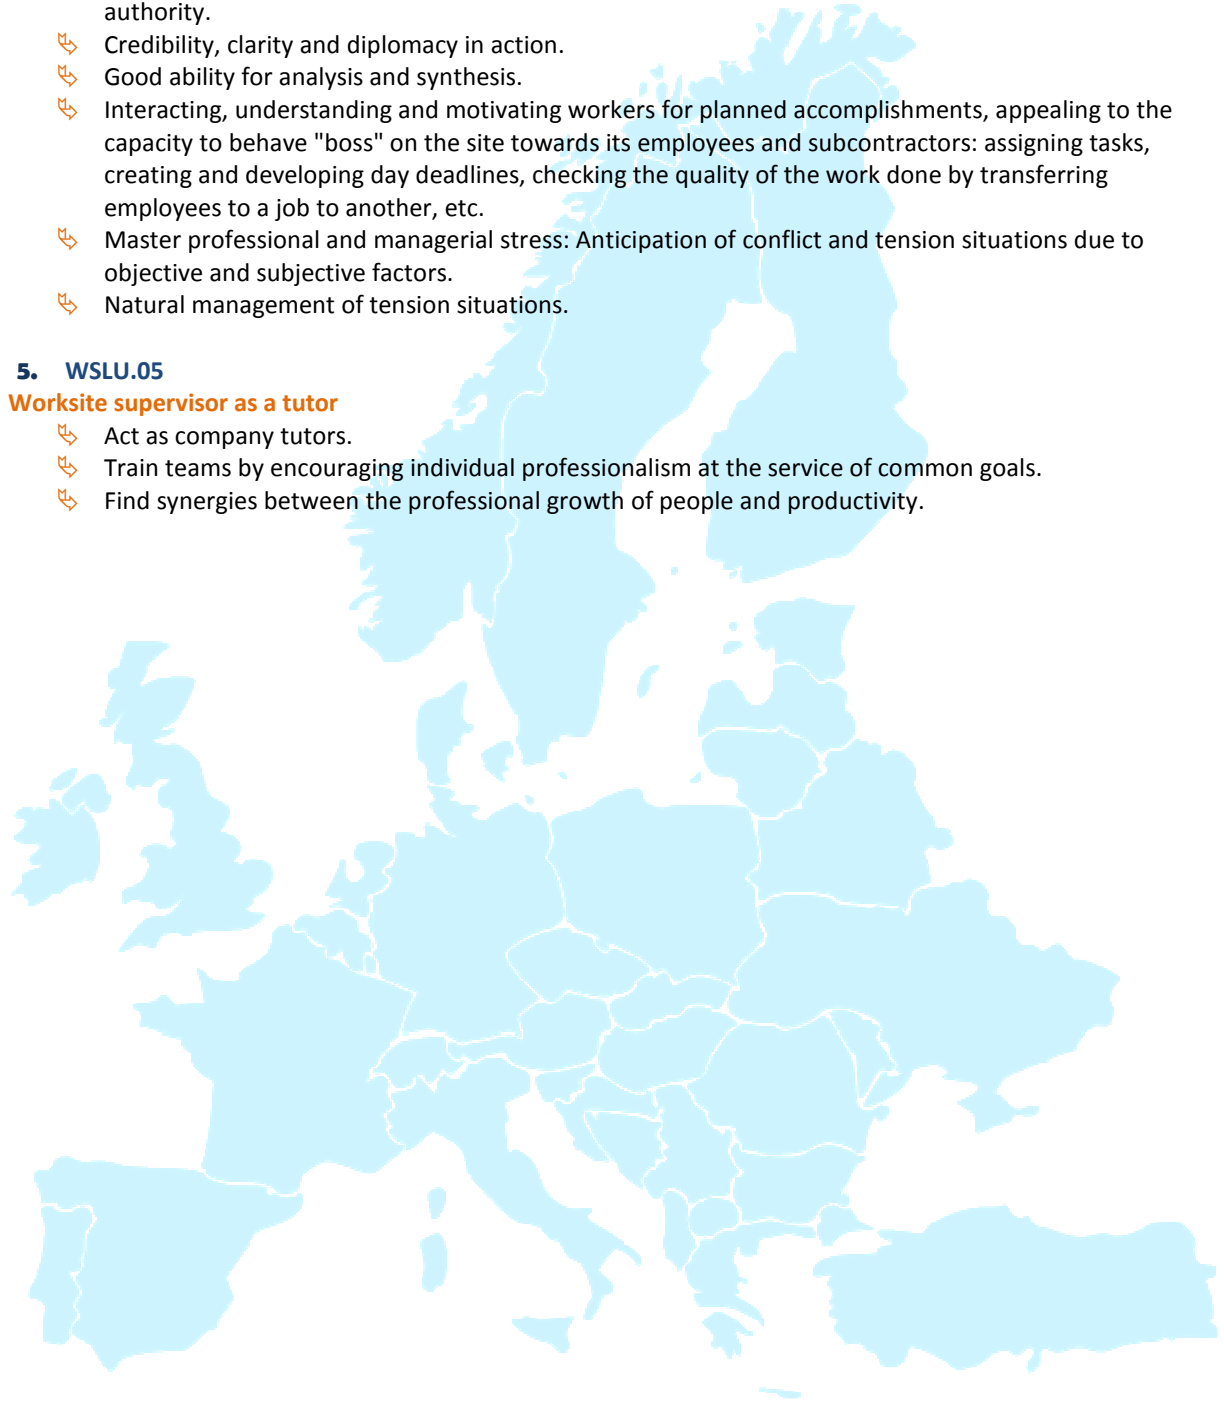 authority.
Credibility, clarity and diplomacy in action.
Good ability for analysis and synthesis.
Interacting, understanding and motivating workers for planned accomplishments, appealing to the
capacity to behave "boss" on the site towards its employees and subcontractors: assigning tasks,
creating and developing day deadlines, checking the quality of the work done by transferring
employees to a job to another, etc.
Master professional and managerial stress: Anticipation of conflict and tension situations due to
objective and subjective factors.
Natural management of tension situations.
5. WSLU.05
Worksite supervisor as a tutor
Act as company tutors.
Train teams by encouraging individual professionalism at the service of common goals.
Find synergies between the professional growth of people and productivity.